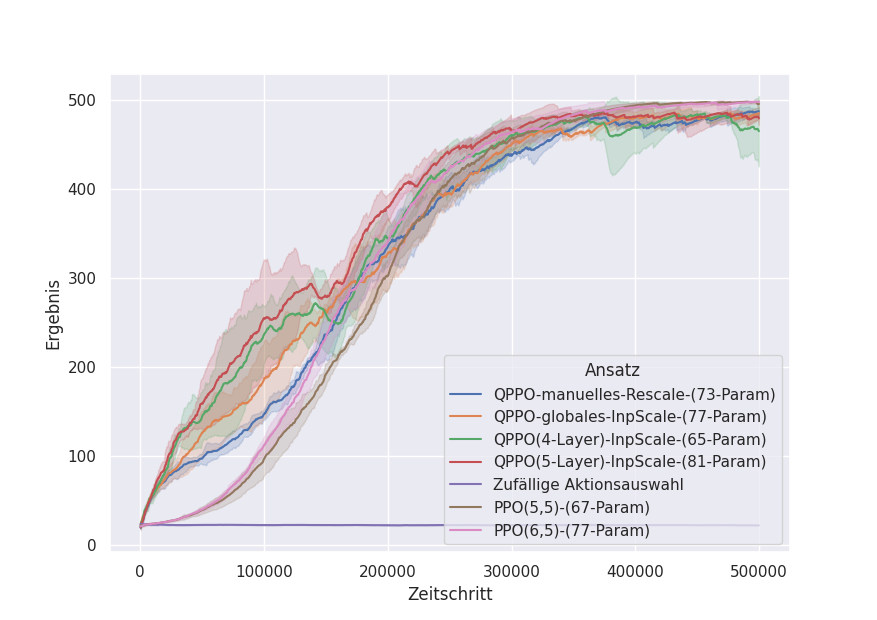 500
400
300
200
100
0
Ergebnis
0
100000
200000
300000
400000
500000
Zeitschritt
Ansatz
QPPO-manuelles-Rescale-(73-Param)
QPPO-globales-InpScale-(77-Param)
QPPO(4-Layer)-InpScale-(65-Param)
QPPO(5-Layer)-InpScale-(81-Param)
Zufällige Aktionsauswahl
PPO(5,5)-(67-Param)
PPO(6,5)-(77-Param)